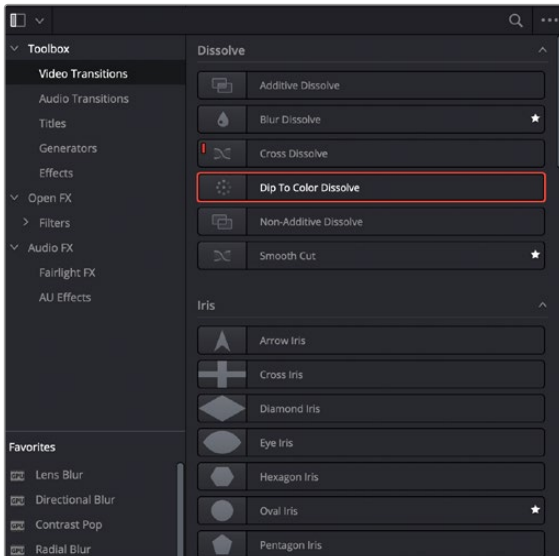 Toolbox
Video Transitions
Audio Transitions
Titles
Generators
Effects
Open FX
Filters
Audio FX
Fairlight FX
AU Effects
Favorites
Lens Blur
Directional Blur
Contrast Pop
Radial Blur
Dissolve
Additive Dissolve
Blur Dissolve
Cross Dissolve
Dip To Color Dissolve
Non-Additive Dissolve
Smooth Cut
Iris
Arrow Iris
Cross Iris
Diamond Iris
Eye Iris
Hexagon Iris
Oval Iris
Pentagon Iris